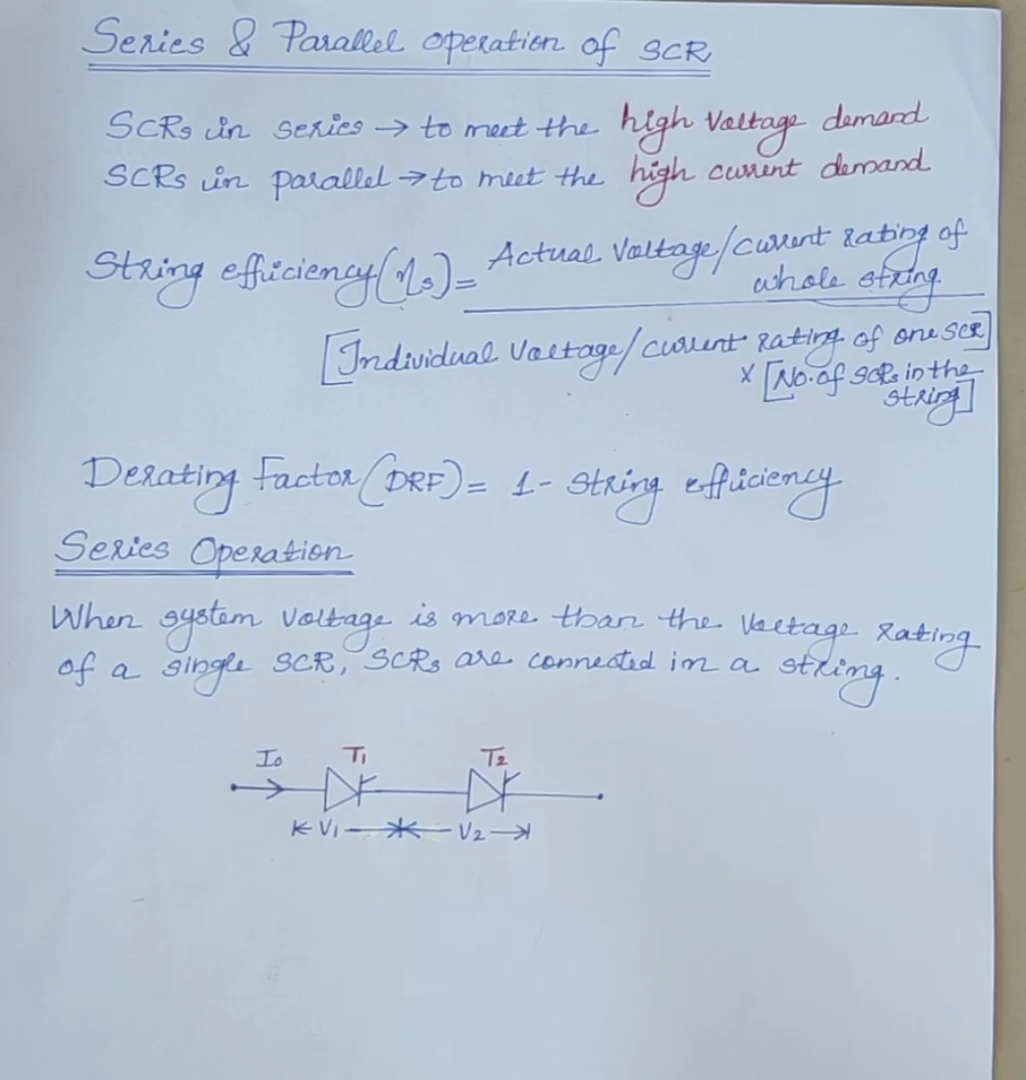 Series & Parallel operation of SCR
SCRs in series → to meet the high Voltage demand
SCRs in parallel → to meet the high current demand
String efficiency (ηs) = Actual Voltage/current rating of
whole string
[Individual Voltage/current rating of one SCR]
x [No. of SCRs in the
string]
Derating Factor (DRF) = 1 - String efficiency
Series Operation
When system voltage is more than the voltage rating
of a single SCR, SCRs are connected in a string.
Io T1 T2
V1 V2